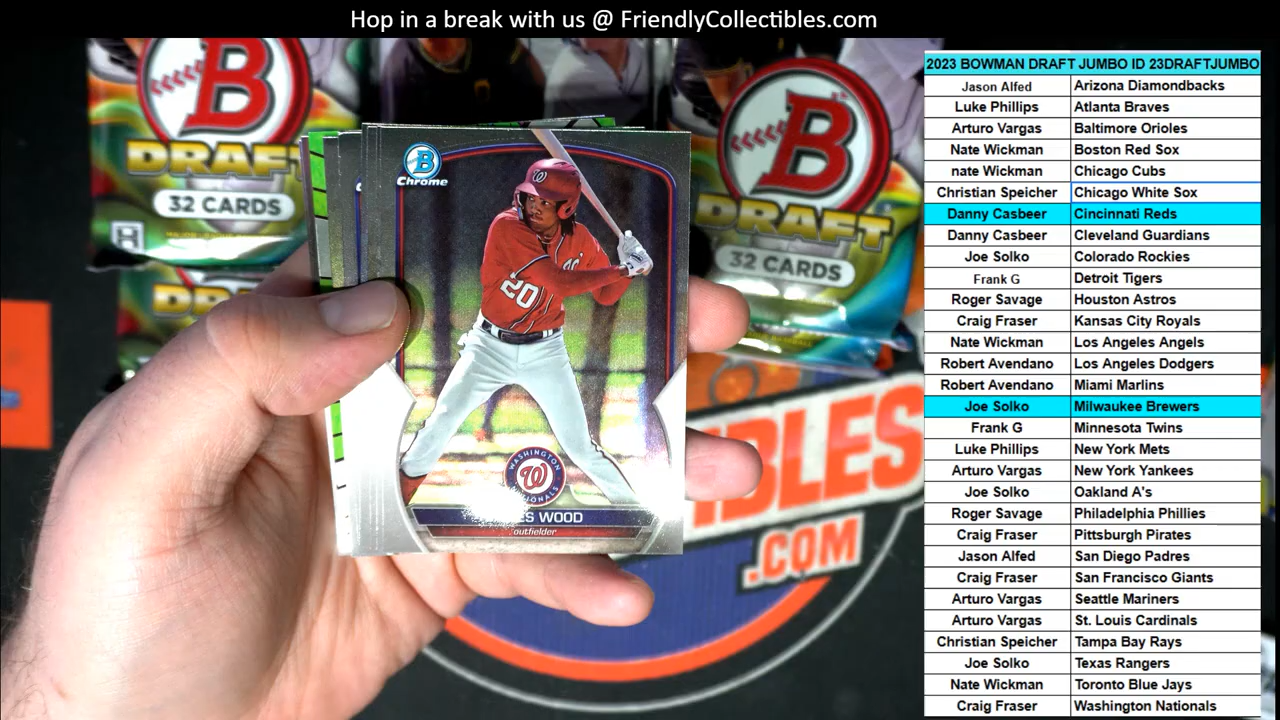 Hop in a break with us @ FriendlyCollectibles.com
2023 BOWMAN DRAFT JUMBO ID 23DRAFTJUMBO
Jason Alfed Arizona Diamondbacks
Luke Phillips Atlanta Braves
Arturo Vargas Baltimore Orioles
Nate Wickman Boston Red Sox
nate Wickman Chicago Cubs
Christian Speicher Chicago White Sox
Danny Casbeer Cincinnati Reds
Danny Casbeer Cleveland Guardians
Joe Solko Colorado Rockies
Frank G Detroit Tigers
Roger Savage Houston Astros
Craig Fraser Kansas City Royals
Nate Wickman Los Angeles Angels
Robert Avendano Los Angeles Dodgers
Robert Avendano Miami Marlins
Joe Solko Milwaukee Brewers
Frank G Minnesota Twins
Luke Phillips New York Mets
Arturo Vargas New York Yankees
Joe Solko Oakland A's
Roger Savage Philadelphia Phillies
Craig Fraser Pittsburgh Pirates
Jason Alfed San Diego Padres
Craig Fraser San Francisco Giants
Arturo Vargas Seattle Mariners
Arturo Vargas St. Louis Cardinals
Christian Speicher Tampa Bay Rays
Joe Solko Texas Rangers
Nate Wickman Toronto Blue Jays
Craig Fraser Washington Nationals
B
DRAFT
32 CARDS
B
DRAFT
32 CARDS
B
Chrome
W
20
WASHINGTON
W
NATIONALS
ES WOOD
outfielder
IBLES
.COM